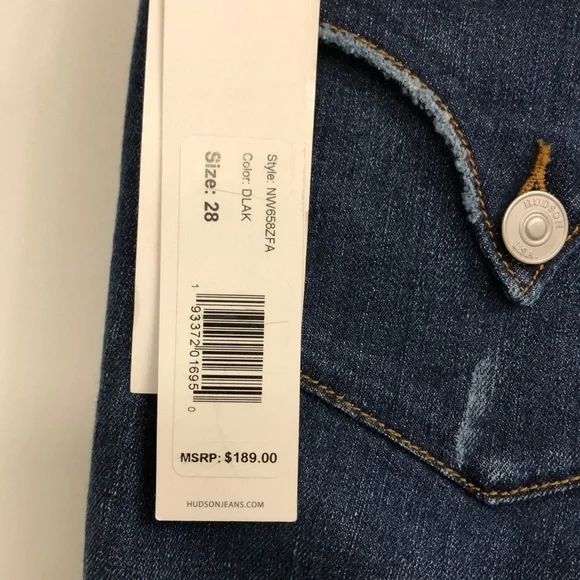 Style: NW658ZFA
Color: DLAK
Size: 28
1 93372 01695 0
MSRP: $189.00
HUDSONJEANS.COM
HUDSON